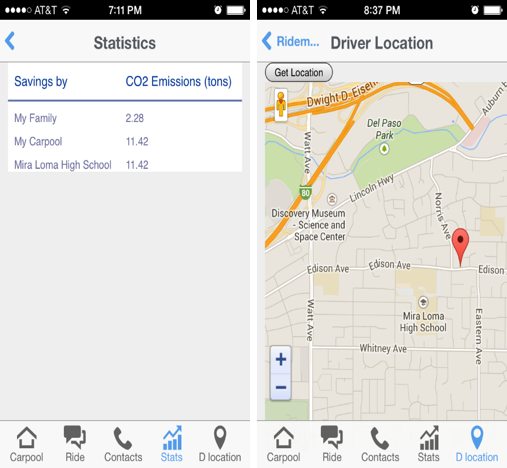 AT&T 7:11 PM
Statistics
Savings by CO2 Emissions (tons)
My Family 2.28
My Carpool 11.42
Mira Loma High School 11.42
Carpool Ride Contacts Stats D location
AT&T 8:37 PM
Ridem... Driver Location
Get Location
Dwight D. Eisen
Auburn B
Del Paso
Park
Watt Ave
80
Lincoln Hwy
Norris Ave
Discovery Museum
- Science and
Space Center
Edison Ave
Edison Ave
Edison
Mira Loma
High School
Watt Ave
Eastern Ave
Whitney Ave
+
−
Carpool Ride Contacts Stats D location